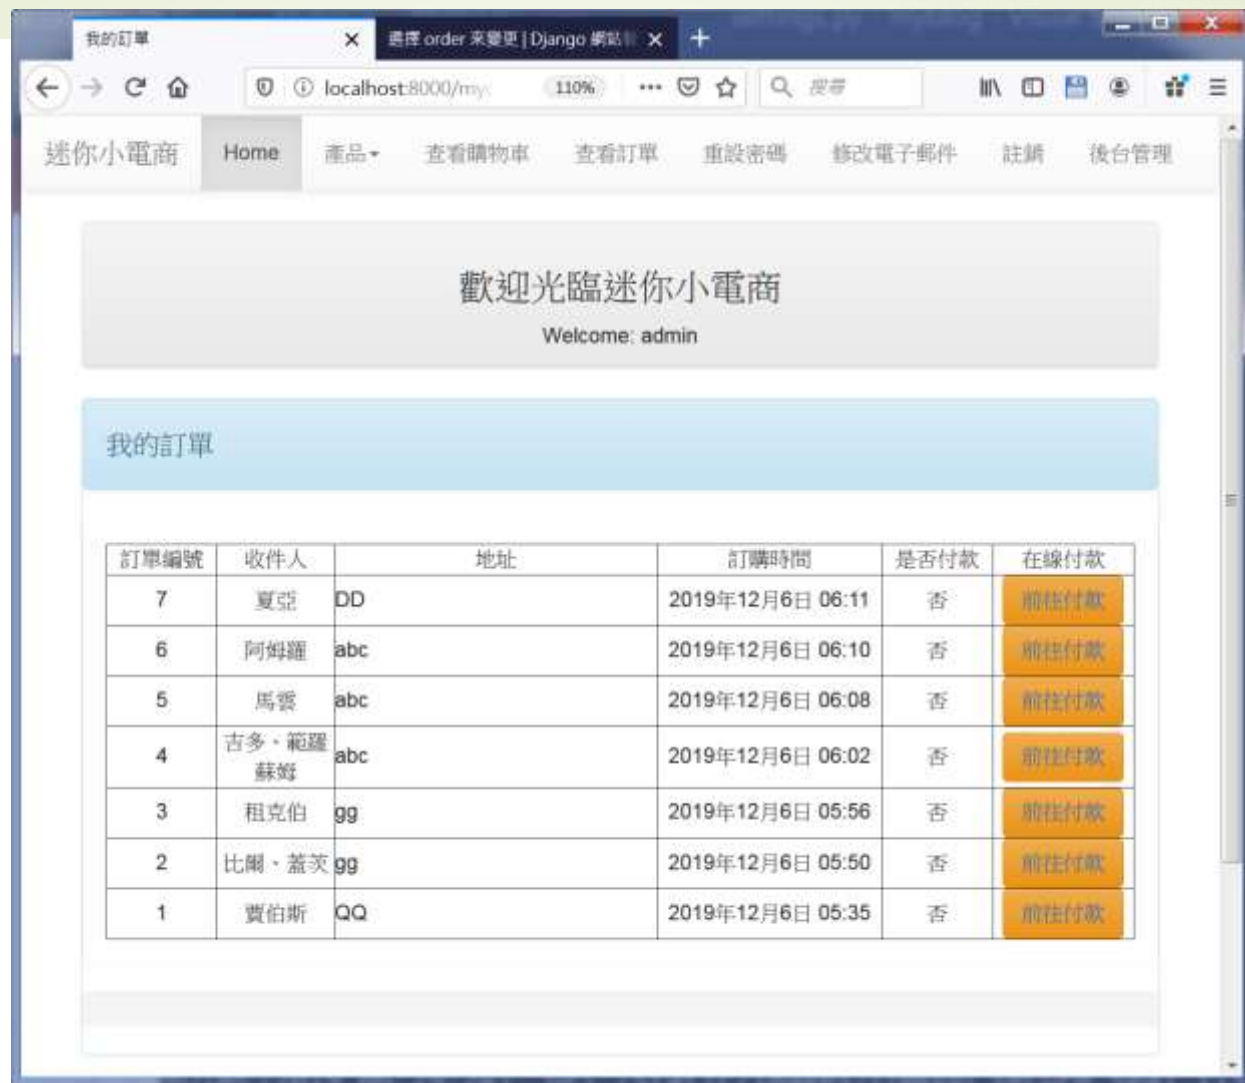 我的訂單
選擇 order 來變更 | Django 網站
localhost:8000/my
110%
搜尋
迷你小電商 Home 產品 查看購物車 查看訂單 重設密碼 修改電子郵件 註銷 後台管理
歡迎光臨迷你小電商
Welcome: admin
我的訂單
訂單編號 收件人 地址 訂購時間 是否付款 在線付款
7 夏亞 DD 2019年12月6日 06:11 否 前往付款
6 阿姆羅 abc 2019年12月6日 06:10 否 前往付款
5 馬雲 abc 2019年12月6日 06:08 否 前往付款
4 吉多、範羅蘇姆 abc 2019年12月6日 06:02 否 前往付款
3 祖克伯 gg 2019年12月6日 05:56 否 前往付款
2 比爾、蓋茨 gg 2019年12月6日 05:50 否 前往付款
1 賈伯斯 QQ 2019年12月6日 05:35 否 前往付款